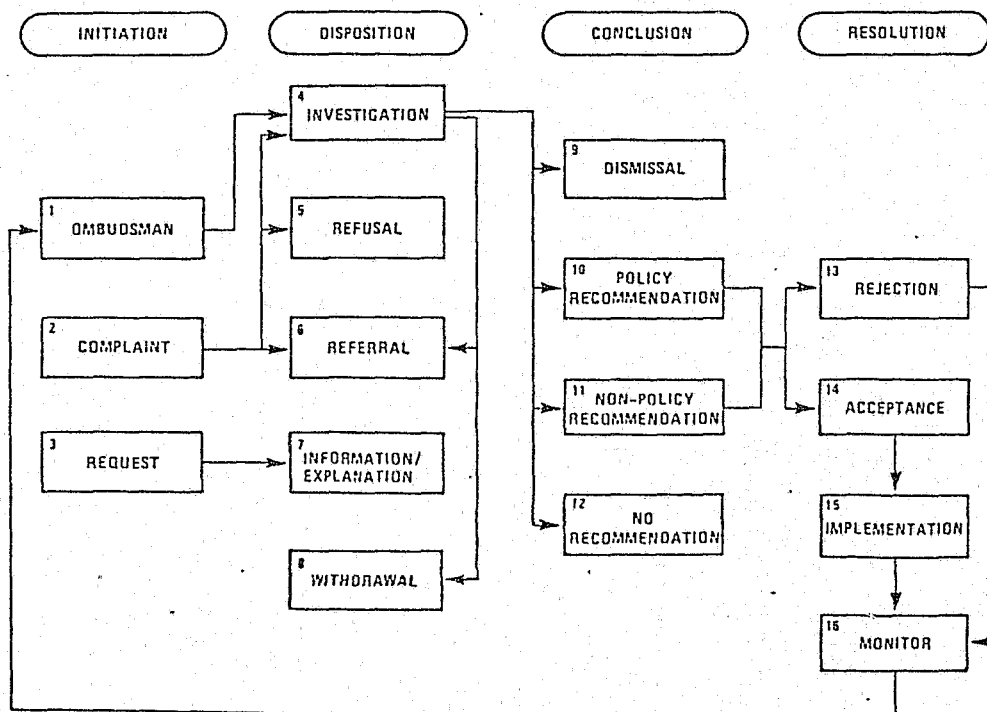 INITIATION
DISPOSITION
CONCLUSION
RESOLUTION
1
OMBUDSMAN
2
COMPLAINT
3
REQUEST
4
INVESTIGATION
5
REFUSAL
6
REFERRAL
7
INFORMATION/
EXPLANATION
8
WITHDRAWAL
9
DISMISSAL
10
POLICY
RECOMMENDATION
11
NON-POLICY
RECOMMENDATION
12
NO
RECOMMENDATION
13
REJECTION
14
ACCEPTANCE
15
IMPLEMENTATION
16
MONITOR